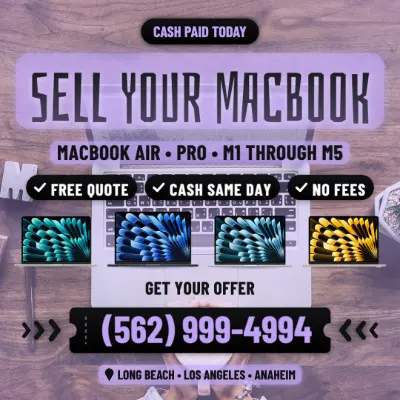 CASH PAID TODAY
SELL YOUR MACBOOK
MACBOOK AIR • PRO • M1 THROUGH M5
FREE QUOTE
CASH SAME DAY
NO FEES
GET YOUR OFFER
(562) 999-4994
LONG BEACH • LOS ANGELES • ANAHEIM